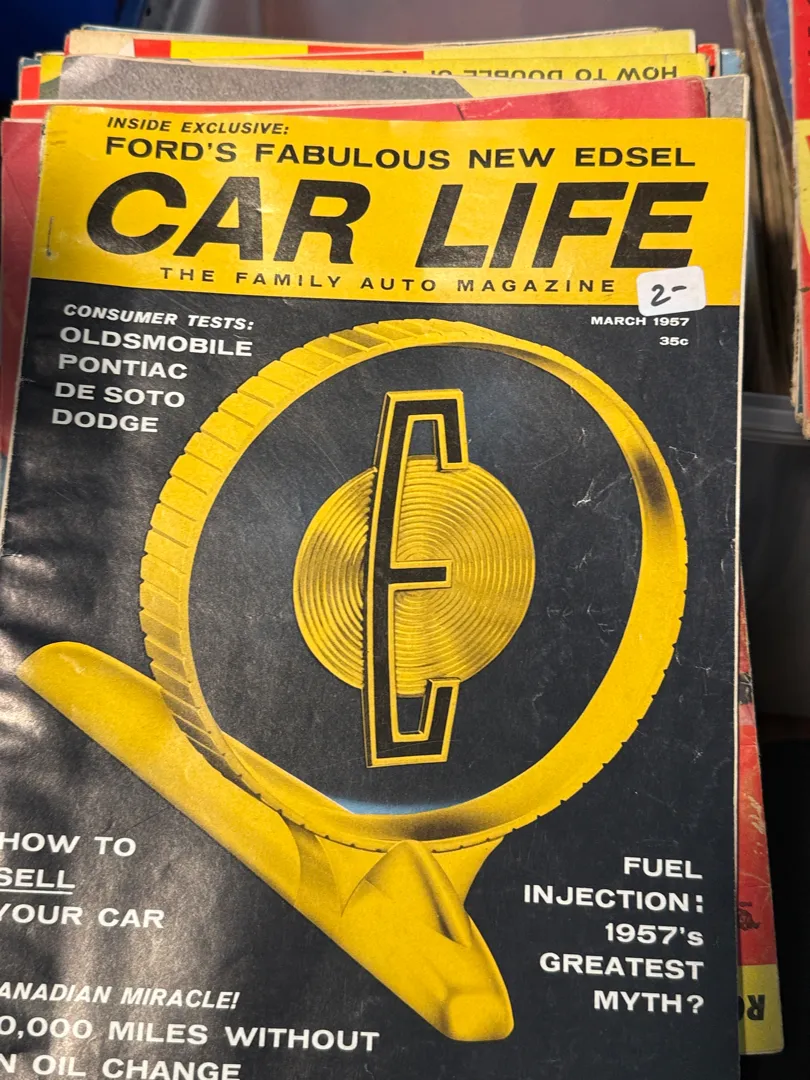 HOW TO DOUBLE
INSIDE EXCLUSIVE:
FORD'S FABULOUS NEW EDSEL
CAR LIFE
THE FAMILY AUTO MAGAZINE
2-
MARCH 1957
35c
CONSUMER TESTS:
OLDSMOBILE
PONTIAC
DE SOTO
DODGE
E
HOW TO
SELL
YOUR CAR
FUEL
INJECTION:
1957's
GREATEST
MYTH?
ANADIAN MIRACLE!
0,000 MILES WITHOUT
N OIL CHANGE